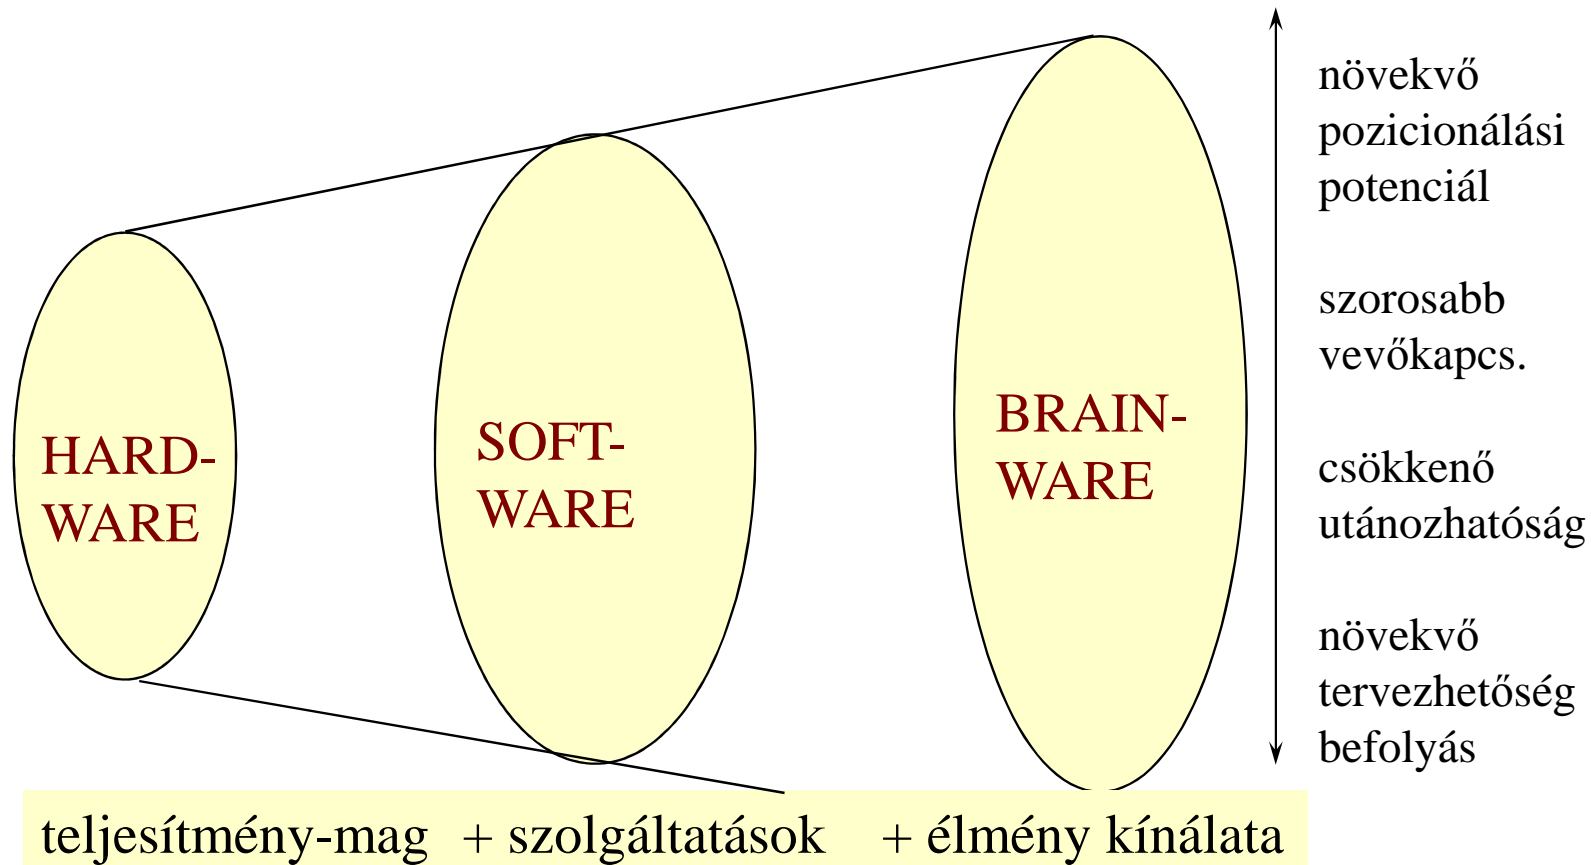 HARD-
WARE
SOFT-
WARE
BRAIN-
WARE
növekvő
pozicionálási
potenciál
szorosabb
vevőkapcs.
csökkenő
utánozhatóság
növekvő
tervezhetőség
befolyás
teljesítmény-mag + szolgáltatások + élmény kínálata